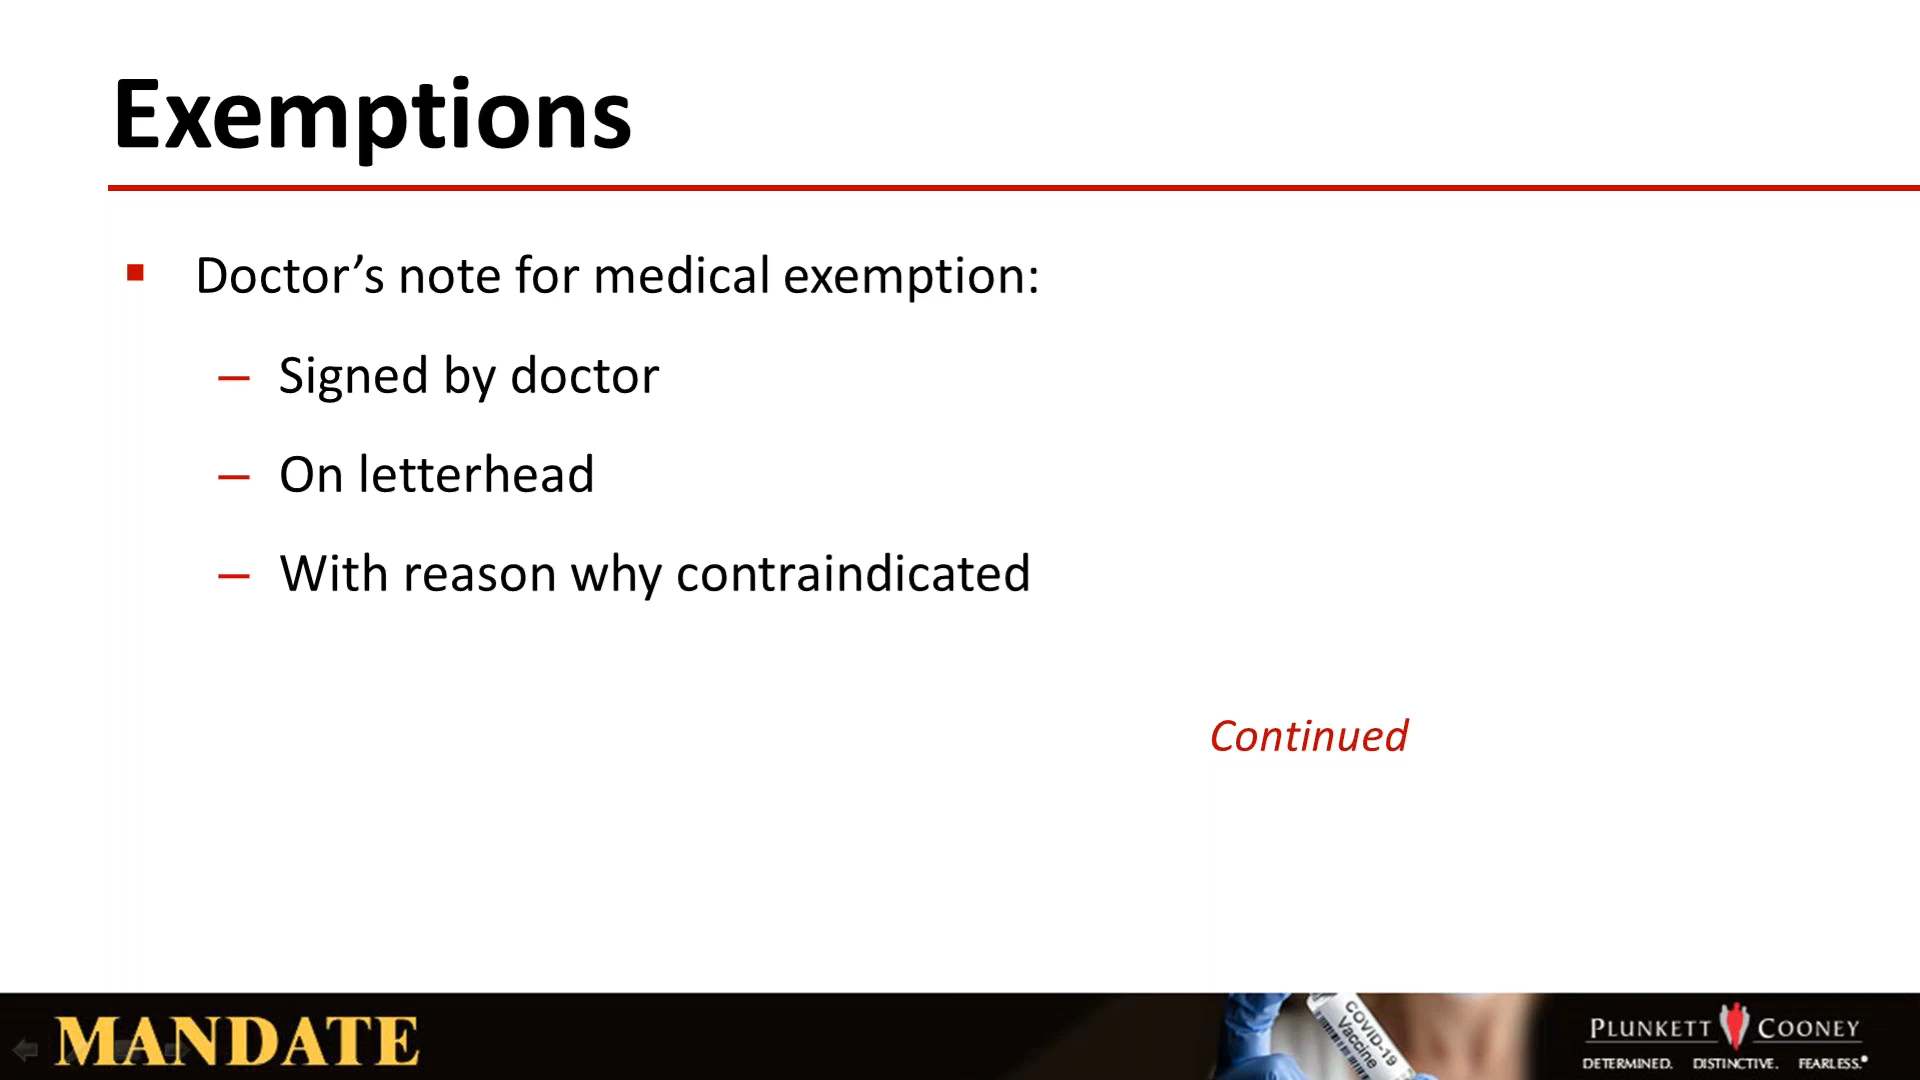 Exemptions
▪ Doctor’s note for medical exemption:
– Signed by doctor
– On letterhead
– With reason why contraindicated
Continued
MANDATE
COVID-19
Vaccine
PLUNKETT COONEY
DETERMINED. DISTINCTIVE. FEARLESS.®